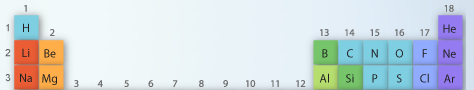 1 18
1 H 2 13 14 15 16 17 He
2 Li Be B C N O F Ne
3 Na Mg 3 4 5 6 7 8 9 10 11 12 Al Si P S Cl Ar